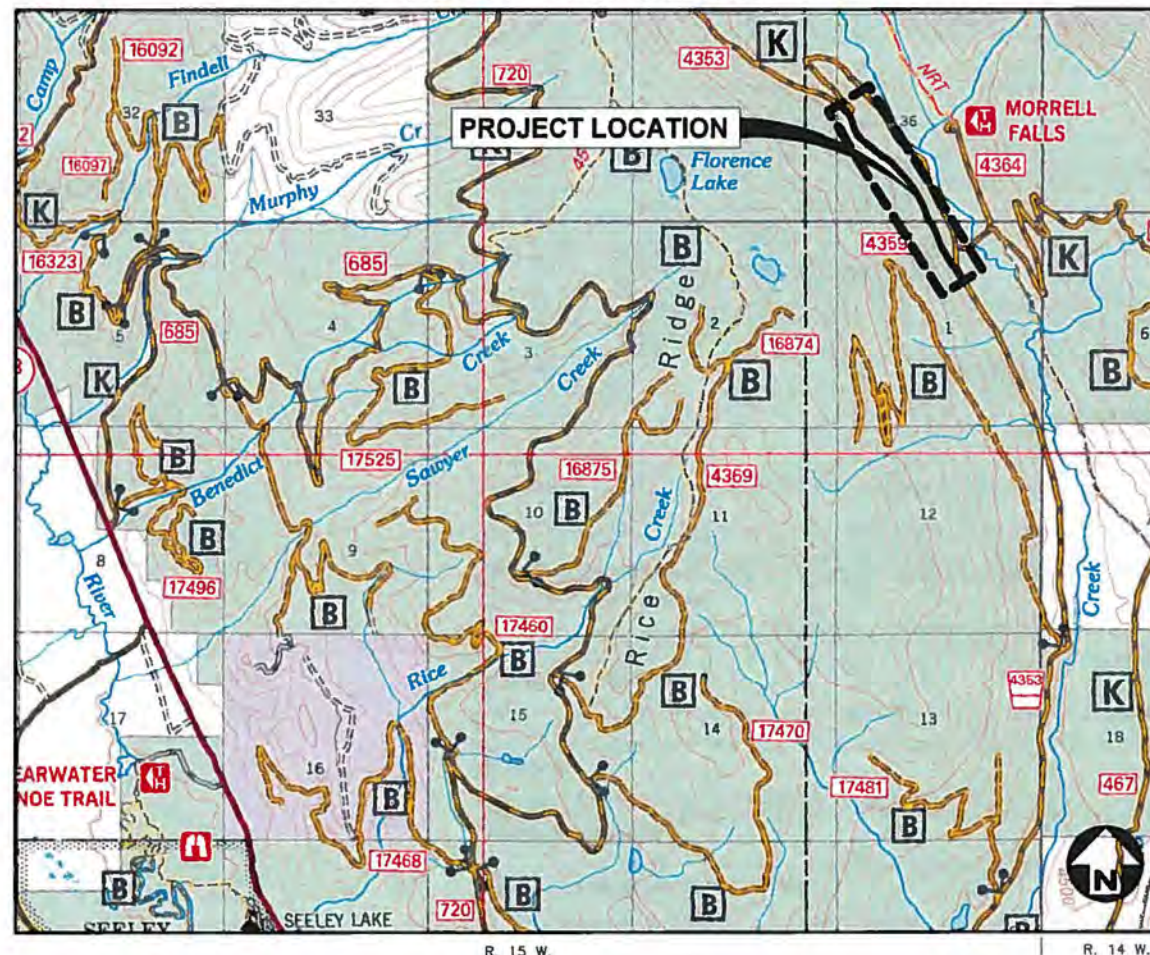 16092
Findell
720
4353
K
NRT
Camp
32
B
33
Cr
PROJECT LOCATION
36
MORRELL
FALLS
16097
Murphy
B
Florence
Lake
4364
K
16323
685
B
4359
K
B
5
685
4
Creek
3
Creek
Ridge
2
16874
1
6
K
B
B
B
B
B
17525
Sawyer
16875
4369
Benedict
B
10
B
Creek
11
12
8
B
9
River
17496
B
17460
Rice
Creek
Rice
B
B
4353
K
17
15
14
17470
13
18
EARWATER
NOE TRAIL
16
B
17481
467
B
17468
N
B
720
B
B
SEELEY LAKE
SEELEY
R. 15 W.
R. 14 W.